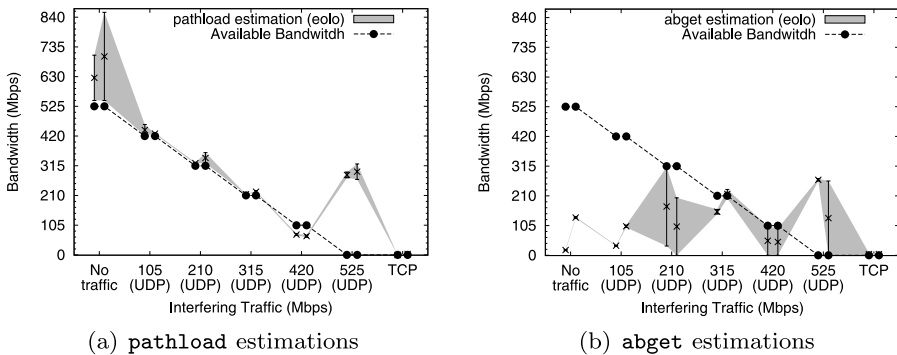 840
735
630
525
420
315
210
105
0
Bandwidth (Mbps)
pathload estimation (eolo)
Available Bandwitdh
No traffic
105 (UDP)
210 (UDP)
315 (UDP)
420 (UDP)
525 (UDP)
TCP
Interfering Traffic (Mbps)
(a) pathload estimations
840
735
630
525
420
315
210
105
0
Bandwidth (Mbps)
abget estimation (eolo)
Available Bandwitdh
No traffic
105 (UDP)
210 (UDP)
315 (UDP)
420 (UDP)
525 (UDP)
TCP
Interfering Traffic (Mbps)
(b) abget estimations